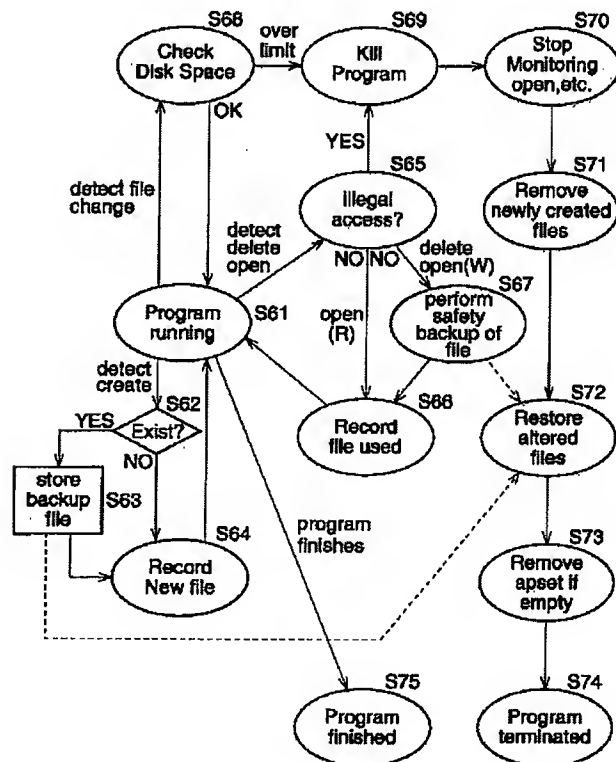 S68
Check
Disk Space
over
limit
S69
Kill
Program
S70
Stop
Monitoring
open,etc.
OK
YES
S65
illegal
access?
S71
Remove
newly created
files
detect file
change
detect
delete
open
NO NO
delete
open(W)
S67
perform
safety
backup of
file
Program
running
S61
open
(R)
detect
create
S62
Exist?
YES
NO
S66
Record
file used
S72
Restore
altered
files
store
backup
file
S63
S64
Record
New file
program
finishes
S73
Remove
apset if
empty
S75
Program
finished
S74
Program
terminated